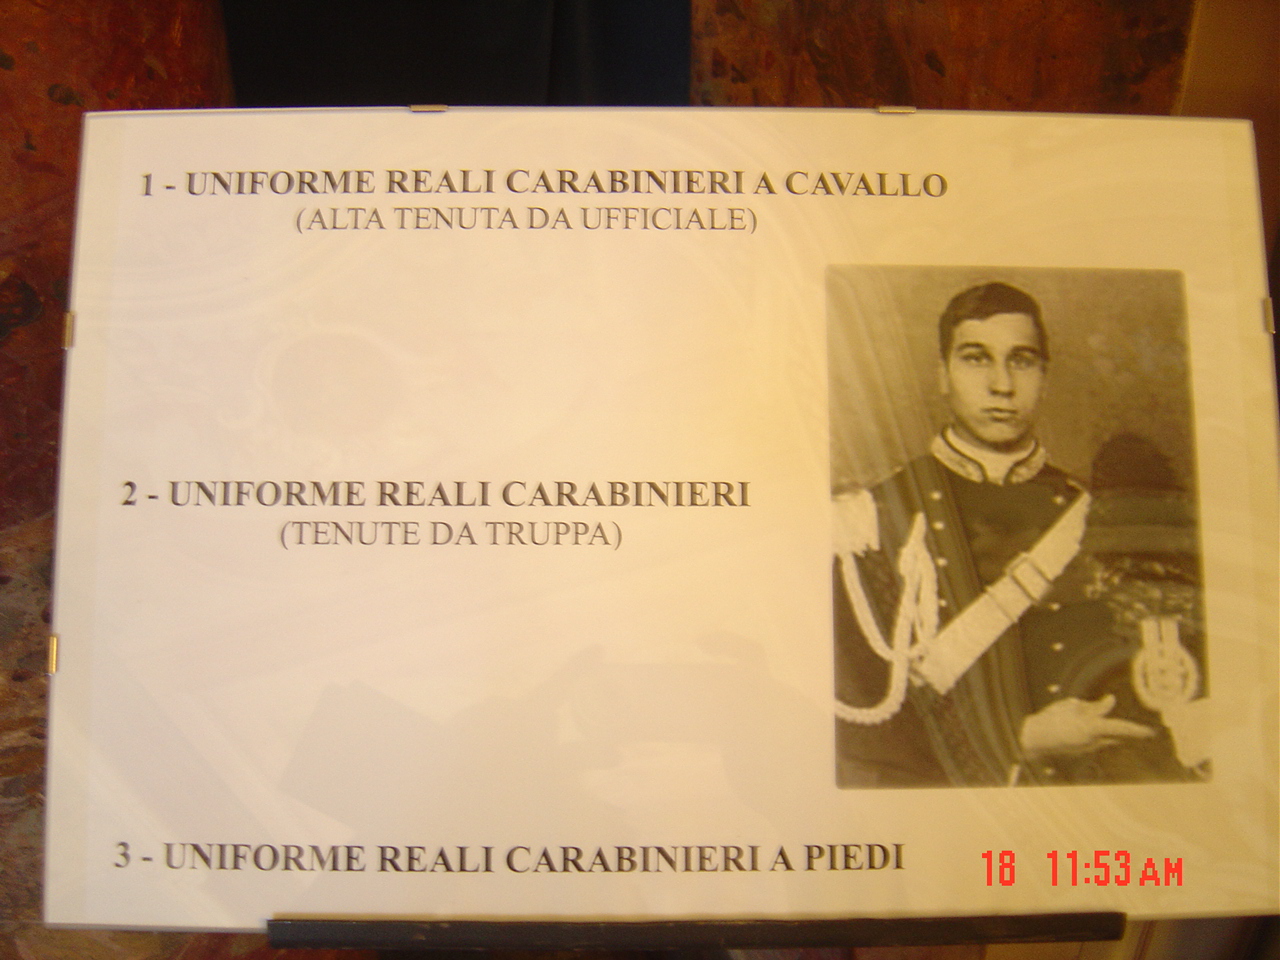 1 - UNIFORME REALI CARABINIERI A CAVALLO
(ALTA TENUTA DA UFFICIALE)
2 - UNIFORME REALI CARABINIERI
(TENUTE DA TRUPPA)
3 - UNIFORME REALI CARABINIERI A PIEDI
18 11:53 AM